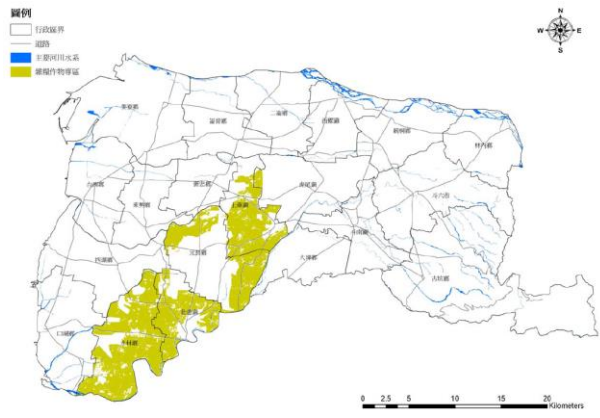 圖例
行政區界
道路
主要河川水系
雜糧作物專區
N
W
E
S
麥寮鄉
崙背鄉
二崙鄉
西螺鎮
莿桐鄉
林內鄉
台西鄉
東勢鄉
褒忠鄉
土庫鎮
虎尾鎮
斗六市
斗南鎮
四湖鄉
元長鄉
大埤鄉
古坑鄉
北港鎮
口湖鄉
水林鄉
0 2.5 5 10 15 20
Kilometers